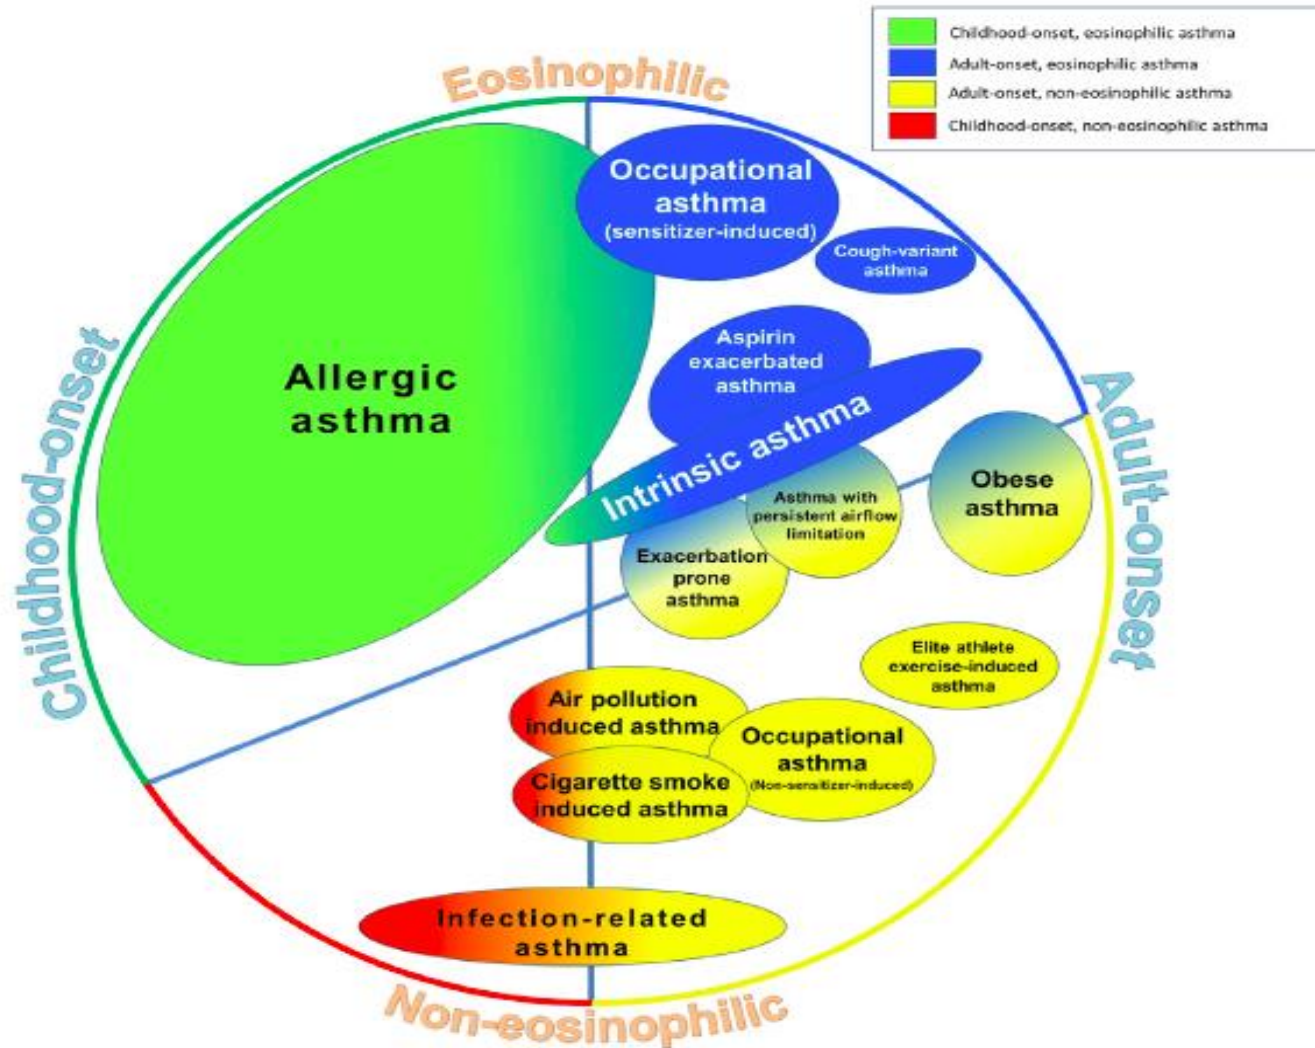 Childhood-onset, eosinophilic asthma
Adult-onset, eosinophilic asthma
Adult-onset, non-eosinophilic asthma
Childhood-onset, non-eosinophilic asthma
Eosinophilic
Occupational
asthma
(sensitizer-induced)
Cough-variant
asthma
Aspirin
exacerbated
asthma
Allergic
asthma
Childhood-onset
Adult-onset
Intrinsic asthma
Obese
asthma
Asthma with
persistent airflow
limitation
Exacerbation
prone
asthma
Elite athlete
exercise-induced
asthma
Air pollution
induced asthma
Occupational
asthma
(Non-sensitizer-induced)
Cigarette smoke
induced asthma
Infection-related
asthma
Non-eosinophilic